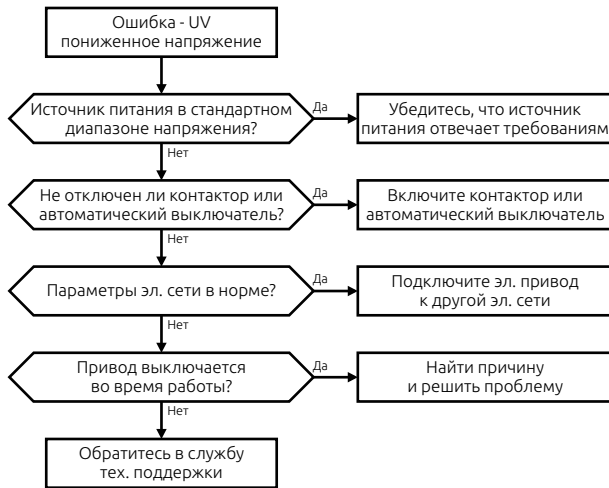 Ошибка - UV
пониженное напряжение
Источник питания в стандартном
диапазоне напряжения?
Да
Убедитесь, что источник
питания отвечает требованиям
Нет
Не отключен ли контактор или
автоматический выключатель?
Да
Включите контактор или
автоматический выключатель
Нет
Параметры эл. сети в норме?
Да
Подключите эл. привод
к другой эл. сети
Нет
Привод выключается
во время работы?
Да
Найти причину
и решить проблему
Нет
Обратитесь в службу
тех. поддержки